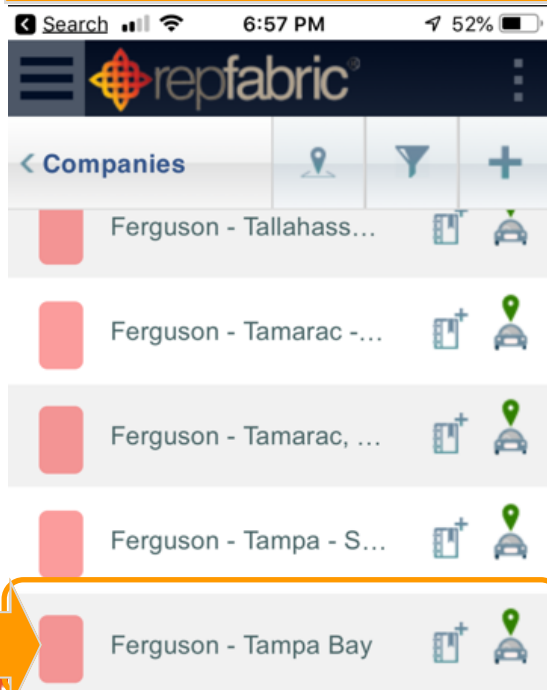 Search 6:57 PM 52%
repfabric®
< Companies
Ferguson - Tallahass...
Ferguson - Tamarac -...
Ferguson - Tamarac, ...
Ferguson - Tampa - S...
Ferguson - Tampa Bay